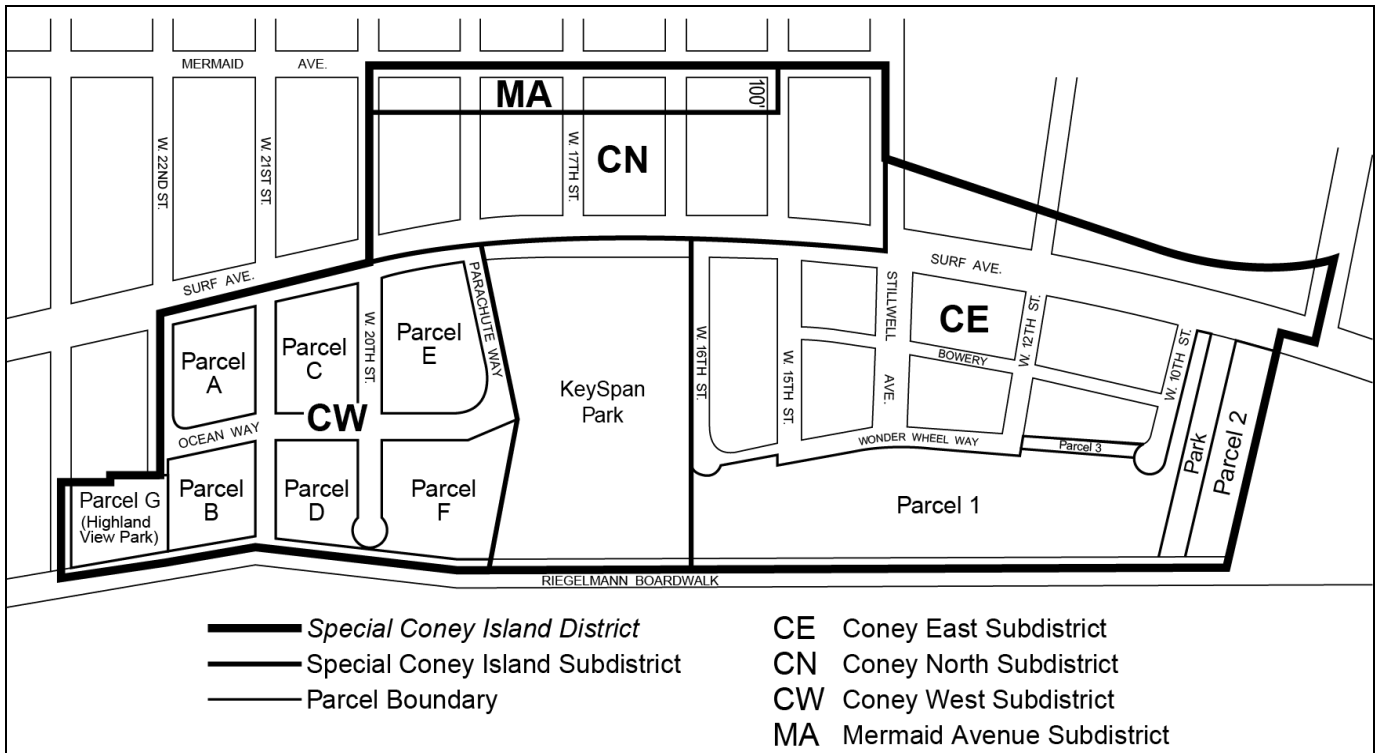 MERMAID AVE.
MA
100'
W. 22ND ST.
W. 21ST ST.
W. 17TH ST.
CN
SURF AVE.
PARACHUTE WAY
SURF AVE.
STILLWELL
AVE.
CE
W. 12TH ST.
BOWERY
W. 10TH ST.
Parcel
A
Parcel
C
W. 20TH ST.
Parcel
E
KeySpan
Park
W. 16TH ST.
W. 15TH ST.
CW
OCEAN WAY
WONDER WHEEL WAY
Parcel 3
Park
Parcel 2
Parcel G
(Highland
View Park)
Parcel
B
Parcel
D
Parcel
F
Parcel 1
RIEGELMANN BOARDWALK
Special Coney Island District
Special Coney Island Subdistrict
Parcel Boundary
CE Coney East Subdistrict
CN Coney North Subdistrict
CW Coney West Subdistrict
MA Mermaid Avenue Subdistrict